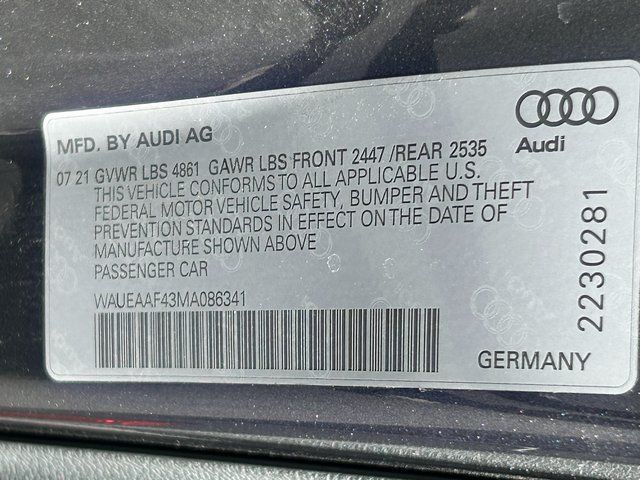 MFD. BY AUDI AG
Audi
07 21 GVWR LBS 4861 GAWR LBS FRONT 2447 /REAR 2535
THIS VEHICLE CONFORMS TO ALL APPLICABLE U.S.
FEDERAL MOTOR VEHICLE SAFETY, BUMPER AND THEFT
PREVENTION STANDARDS IN EFFECT ON THE DATE OF
MANUFACTURE SHOWN ABOVE
PASSENGER CAR
WAUEAAF43MA086341
2230281
GERMANY